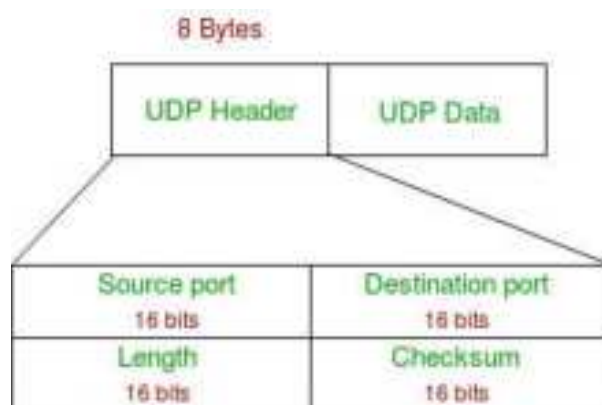 8 Bytes
UDP Header UDP Data
Source port Destination port
16 bits 16 bits
Length Checksum
16 bits 16 bits